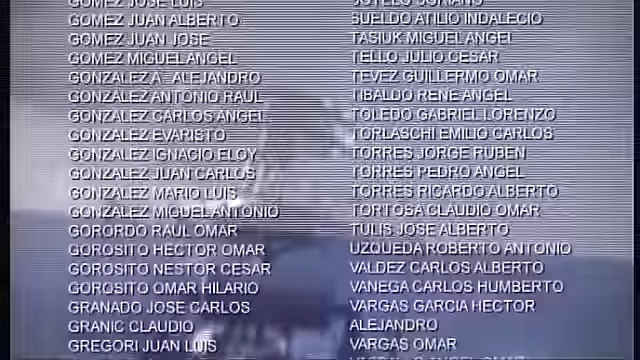 GOMEZ JOSE LUIS
GOMEZ JUAN ALBERTO
GOMEZ JUAN JOSE
GOMEZ MIGUEL ANGEL
GONZALEZ A. ALEJANDRO
GONZALEZ ANTONIO RAUL
GONZALEZ CARLOS ANGEL
GONZALEZ EVARISTO
GONZALEZ IGNACIO ELOY
GONZALEZ JUAN CARLOS
GONZALEZ MARIO LUIS
GONZALEZ MIGUEL ANTONIO
GORORDO RAUL OMAR
GOROSITO HECTOR OMAR
GOROSITO NESTOR CESAR
GOROSITO OMAR HILARIO
GRANADO JOSE CARLOS
GRANIC CLAUDIO
GREGORI JUAN LUIS
SOTELO SORIANO
SUELDO ATILIO INDALECIO
TASIUK MIGUEL ANGEL
TELLO JULIO CESAR
TEVEZ GUILLERMO OMAR
TIBALDO RENE ANGEL
TOLEDO GABRIEL LORENZO
TORLASCHI EMILIO CARLOS
TORRES JORGE RUBEN
TORRES PEDRO ANGEL
TORRES RICARDO ALBERTO
TORTOSA CLAUDIO OMAR
TULIS JOSE ALBERTO
UZQUEDA ROBERTO ANTONIO
VALDEZ CARLOS ALBERTO
VANEGA CARLOS HUMBERTO
VARGAS GARCIA HECTOR
ALEJANDRO
VARGAS OMAR